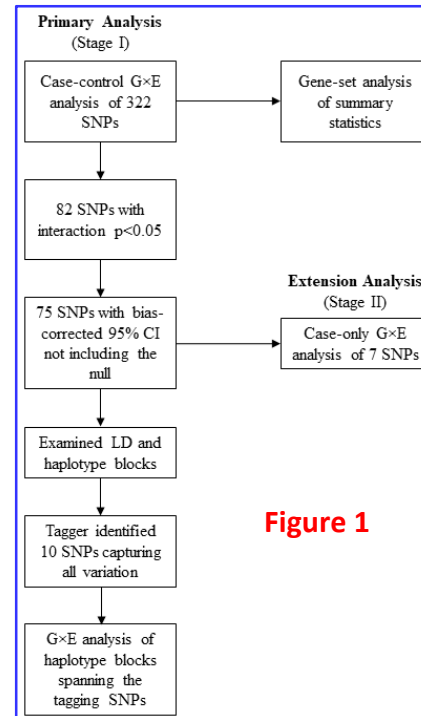 Primary Analysis
(Stage I)
Case-control G×E
analysis of 322
SNPs
Gene-set analysis
of summary
statistics
82 SNPs with
interaction p<0.05
75 SNPs with bias-
corrected 95% CI
not including the
null
Extension Analysis
(Stage II)
Case-only G×E
analysis of 7 SNPs
Examined LD and
haplotype blocks
Tagger identified
10 SNPs capturing
all variation
G×E analysis of
haplotype blocks
spanning the
tagging SNPs
Figure 1